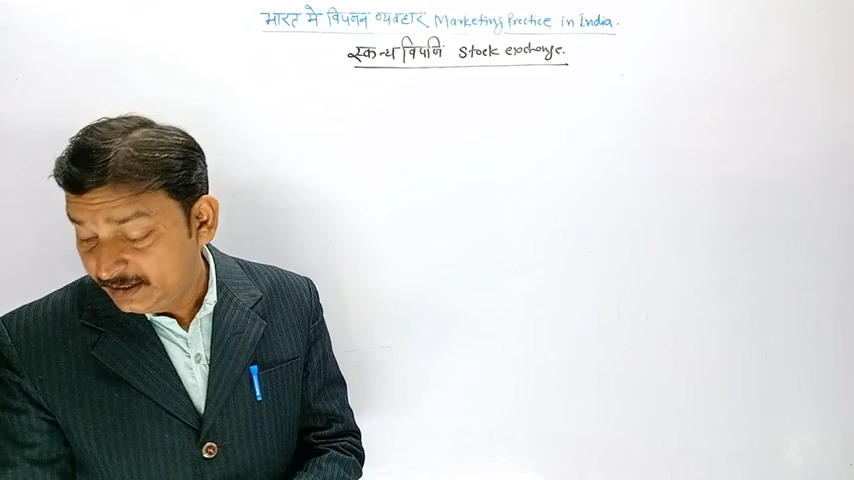 भारत में विपणन व्यवहार Marketing Practice in India.
स्कन्ध विपणि Stock exchange.